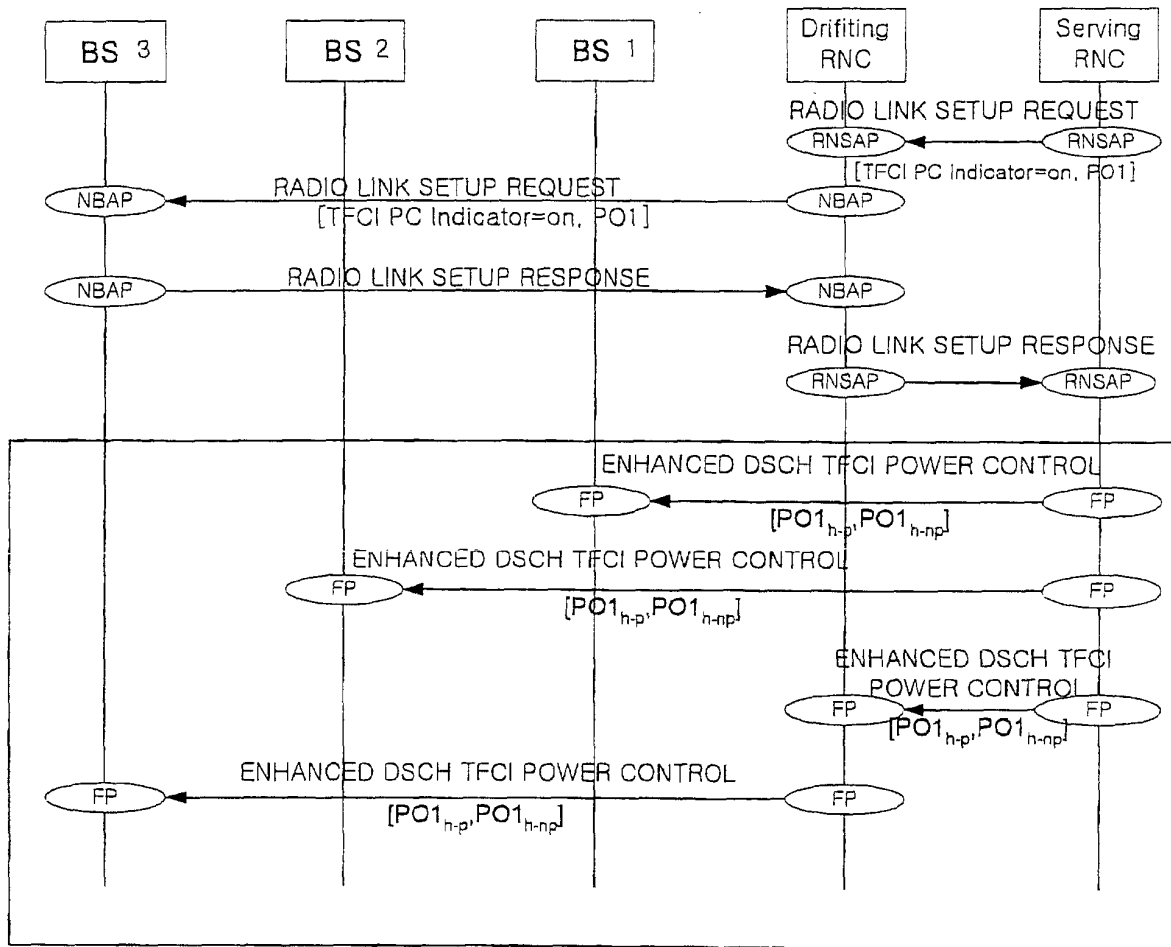 BS 3
BS 2
BS 1
Drifiting
RNC
Serving
RNC
RADIO LINK SETUP REQUEST
RNSAP
RNSAP
[TFCI PC Indicator=on, PO1]
RADIO LINK SETUP REQUEST
NBAP
NBAP
[TFCI PC Indicator=on, PO1]
RADIO LINK SETUP RESPONSE
NBAP
NBAP
RADIO LINK SETUP RESPONSE
RNSAP
RNSAP
ENHANCED DSCH TFCI POWER CONTROL
FP
FP
[PO1h-p,PO1h-np]
ENHANCED DSCH TFCI POWER CONTROL
FP
FP
[PO1h-p,PO1h-np]
ENHANCED DSCH TFCI
POWER CONTROL
FP
FP
[PO1h-p,PO1h-np]
ENHANCED DSCH TFCI POWER CONTROL
FP
FP
[PO1h-p,PO1h-np]